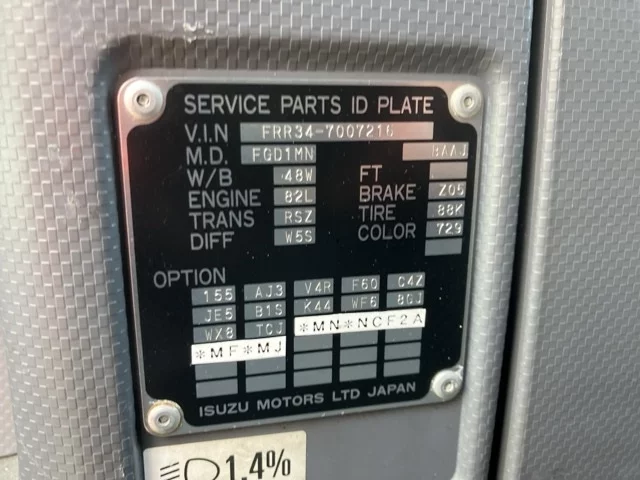 SERVICE PARTS ID PLATE
V.I.N FRR34-7007216
M.D. FGD1MN BAAJ
W/B 48W FT
ENGINE 82L BRAKE Z05
TRANS RSZ TIRE 88K
DIFF W5S COLOR 729
OPTION
155 AJ3 V4R F60 C4Z
JE5 B1S K44 WF6 8GJ
WX8 TCJ *MN*NCF2A
*MF*MJ
ISUZU MOTORS LTD JAPAN
1.4%